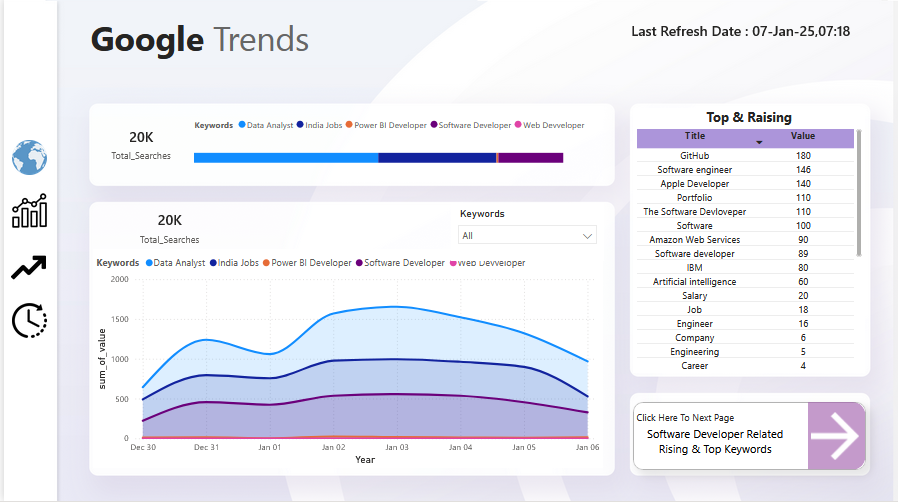 Google Trends
Last Refresh Date : 07-Jan-25,07:18
20K
Total_Searches
Keywords Data Analyst India Jobs Power BI Developer Software Developer Web Devveloper
20K
Total_Searches
Keywords
All
Keywords Data Analyst India Jobs Power BI Developer Software Developer Web Devveloper
2000
1500
1000
500
0
sum_of_value
Dec 30 Dec 31 Jan 01 Jan 02 Jan 03 Jan 04 Jan 05 Jan 06
Year
Top & Raising
Title Value
GitHub 180
Software engineer 146
Apple Developer 140
Portfolio 110
The Software Devloveper 110
Software 100
Amazon Web Services 90
Software developer 89
IBM 80
Artificial intelligence 60
Salary 20
Job 18
Engineer 16
Company 6
Engineering 5
Career 4
Click Here To Next Page
Software Developer Related
Rising & Top Keywords